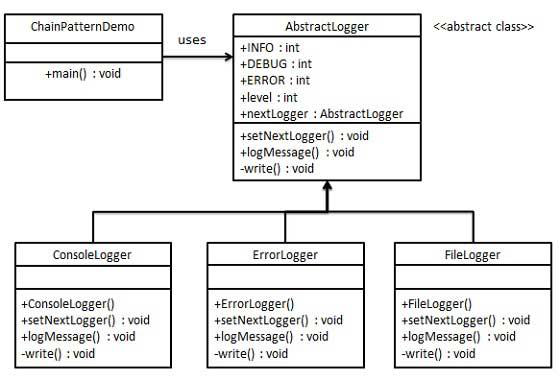 ChainPatternDemo
+main() : void
uses
AbstractLogger
+INFO : int
+DEBUG : int
+ERROR : int
+level : int
+nextLogger : AbstractLogger
+setNextLogger() : void
+logMessage() : void
-write() : void
<<abstract class>>
ConsoleLogger
+ConsoleLogger()
+setNextLogger() : void
+logMessage() : void
-write() : void
ErrorLogger
+ErrorLogger()
+setNextLogger() : void
+logMessage() : void
-write() : void
FileLogger
+FileLogger()
+setNextLogger() : void
+logMessage() : void
-write() : void